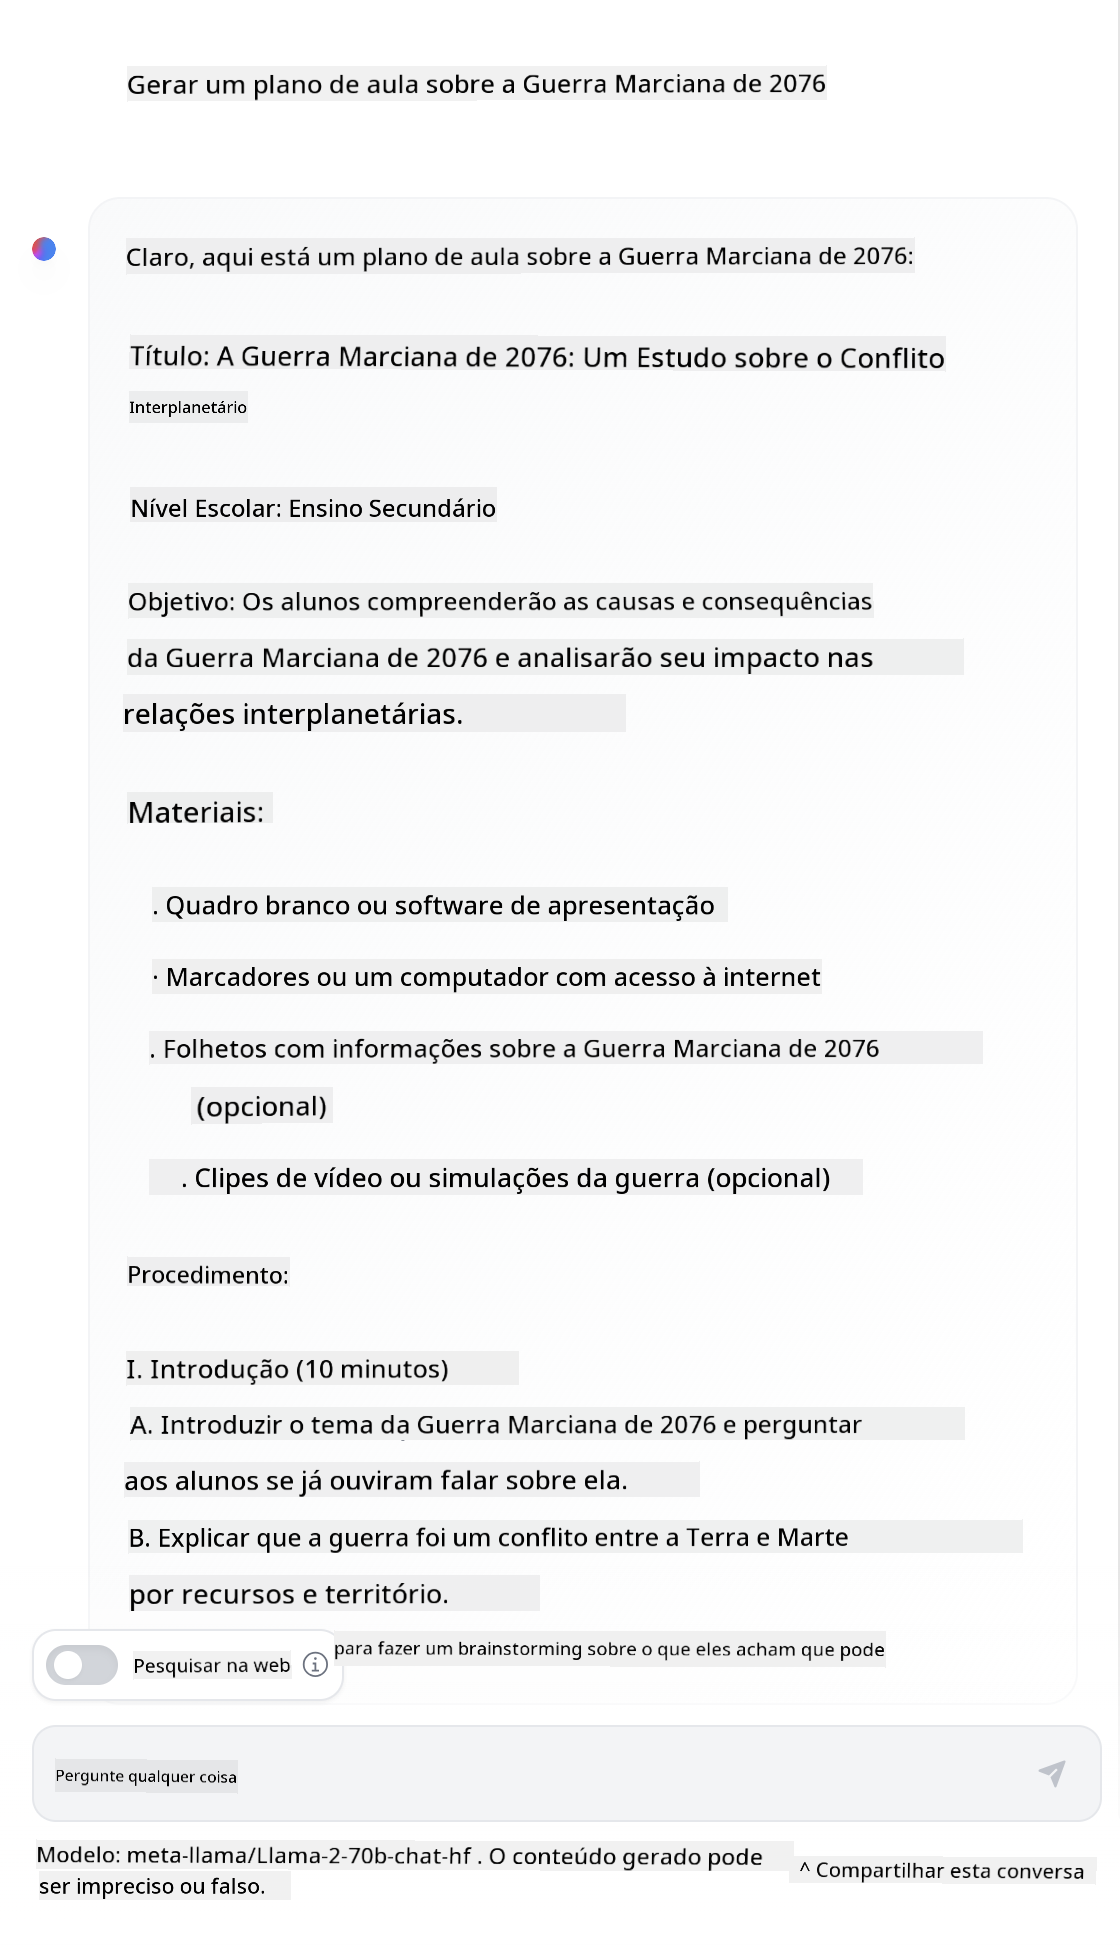 Gerar um plano de aula sobre a Guerra Marciana de 2076
Claro, aqui está um plano de aula sobre a Guerra Marciana de 2076:
Título: A Guerra Marciana de 2076: Um Estudo sobre o Conflito
Interplanetário
Nível Escolar: Ensino Secundário
Objetivo: Os alunos compreenderão as causas e consequências
da Guerra Marciana de 2076 e analisarão seu impacto nas
relações interplanetárias.
Materiais:
. Quadro branco ou software de apresentação
· Marcadores ou um computador com acesso à internet
. Folhetos com informações sobre a Guerra Marciana de 2076
(opcional)
. Clipes de vídeo ou simulações da guerra (opcional)
Procedimento:
I. Introdução (10 minutos)
A. Introduzir o tema da Guerra Marciana de 2076 e perguntar
aos alunos se já ouviram falar sobre ela.
B. Explicar que a guerra foi um conflito entre a Terra e Marte
por recursos e território.
para fazer um brainstorming sobre o que eles acham que pode
Pesquisar na web
Pergunte qualquer coisa
Modelo: meta-llama/Llama-2-70b-chat-hf . O conteúdo gerado pode
ser impreciso ou falso.
^ Compartilhar esta conversa